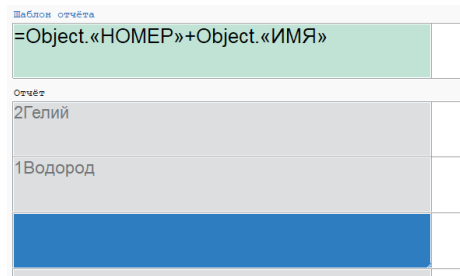 Шаблон отчёта
=Object.«НОМЕР»+Object.«ИМЯ»
Отчёт
2Гелий
1Водород